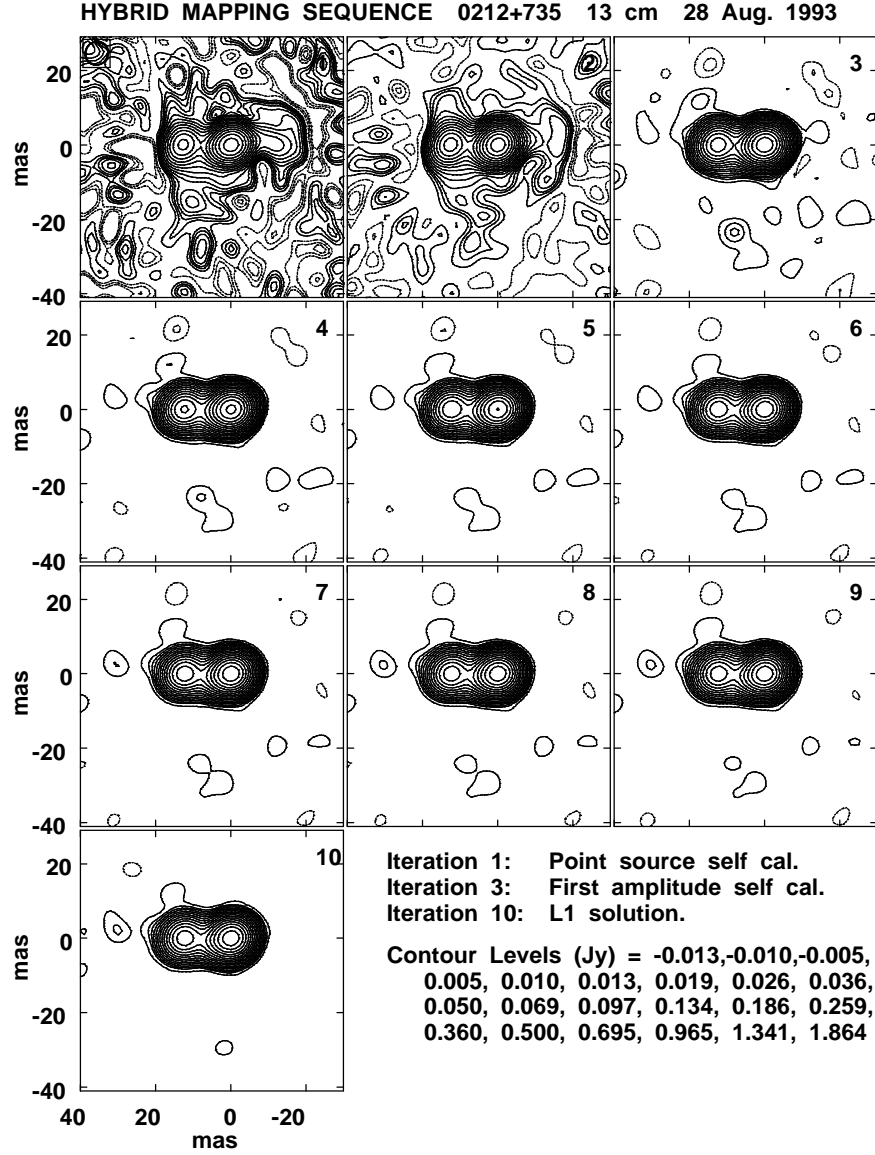 HYBRID MAPPING SEQUENCE 0212+735 13 cm 28 Aug. 1993
20
0
-20
-40
mas
2
3
20
0
-20
-40
mas
4
5
6
20
0
-20
-40
mas
7
8
9
20
0
-20
-40
mas
10
40 20 0 -20
mas
Iteration 1: Point source self cal.
Iteration 3: First amplitude self cal.
Iteration 10: L1 solution.
Contour Levels (Jy) = -0.013,-0.010,-0.005,
0.005, 0.010, 0.013, 0.019, 0.026, 0.036,
0.050, 0.069, 0.097, 0.134, 0.186, 0.259,
0.360, 0.500, 0.695, 0.965, 1.341, 1.864